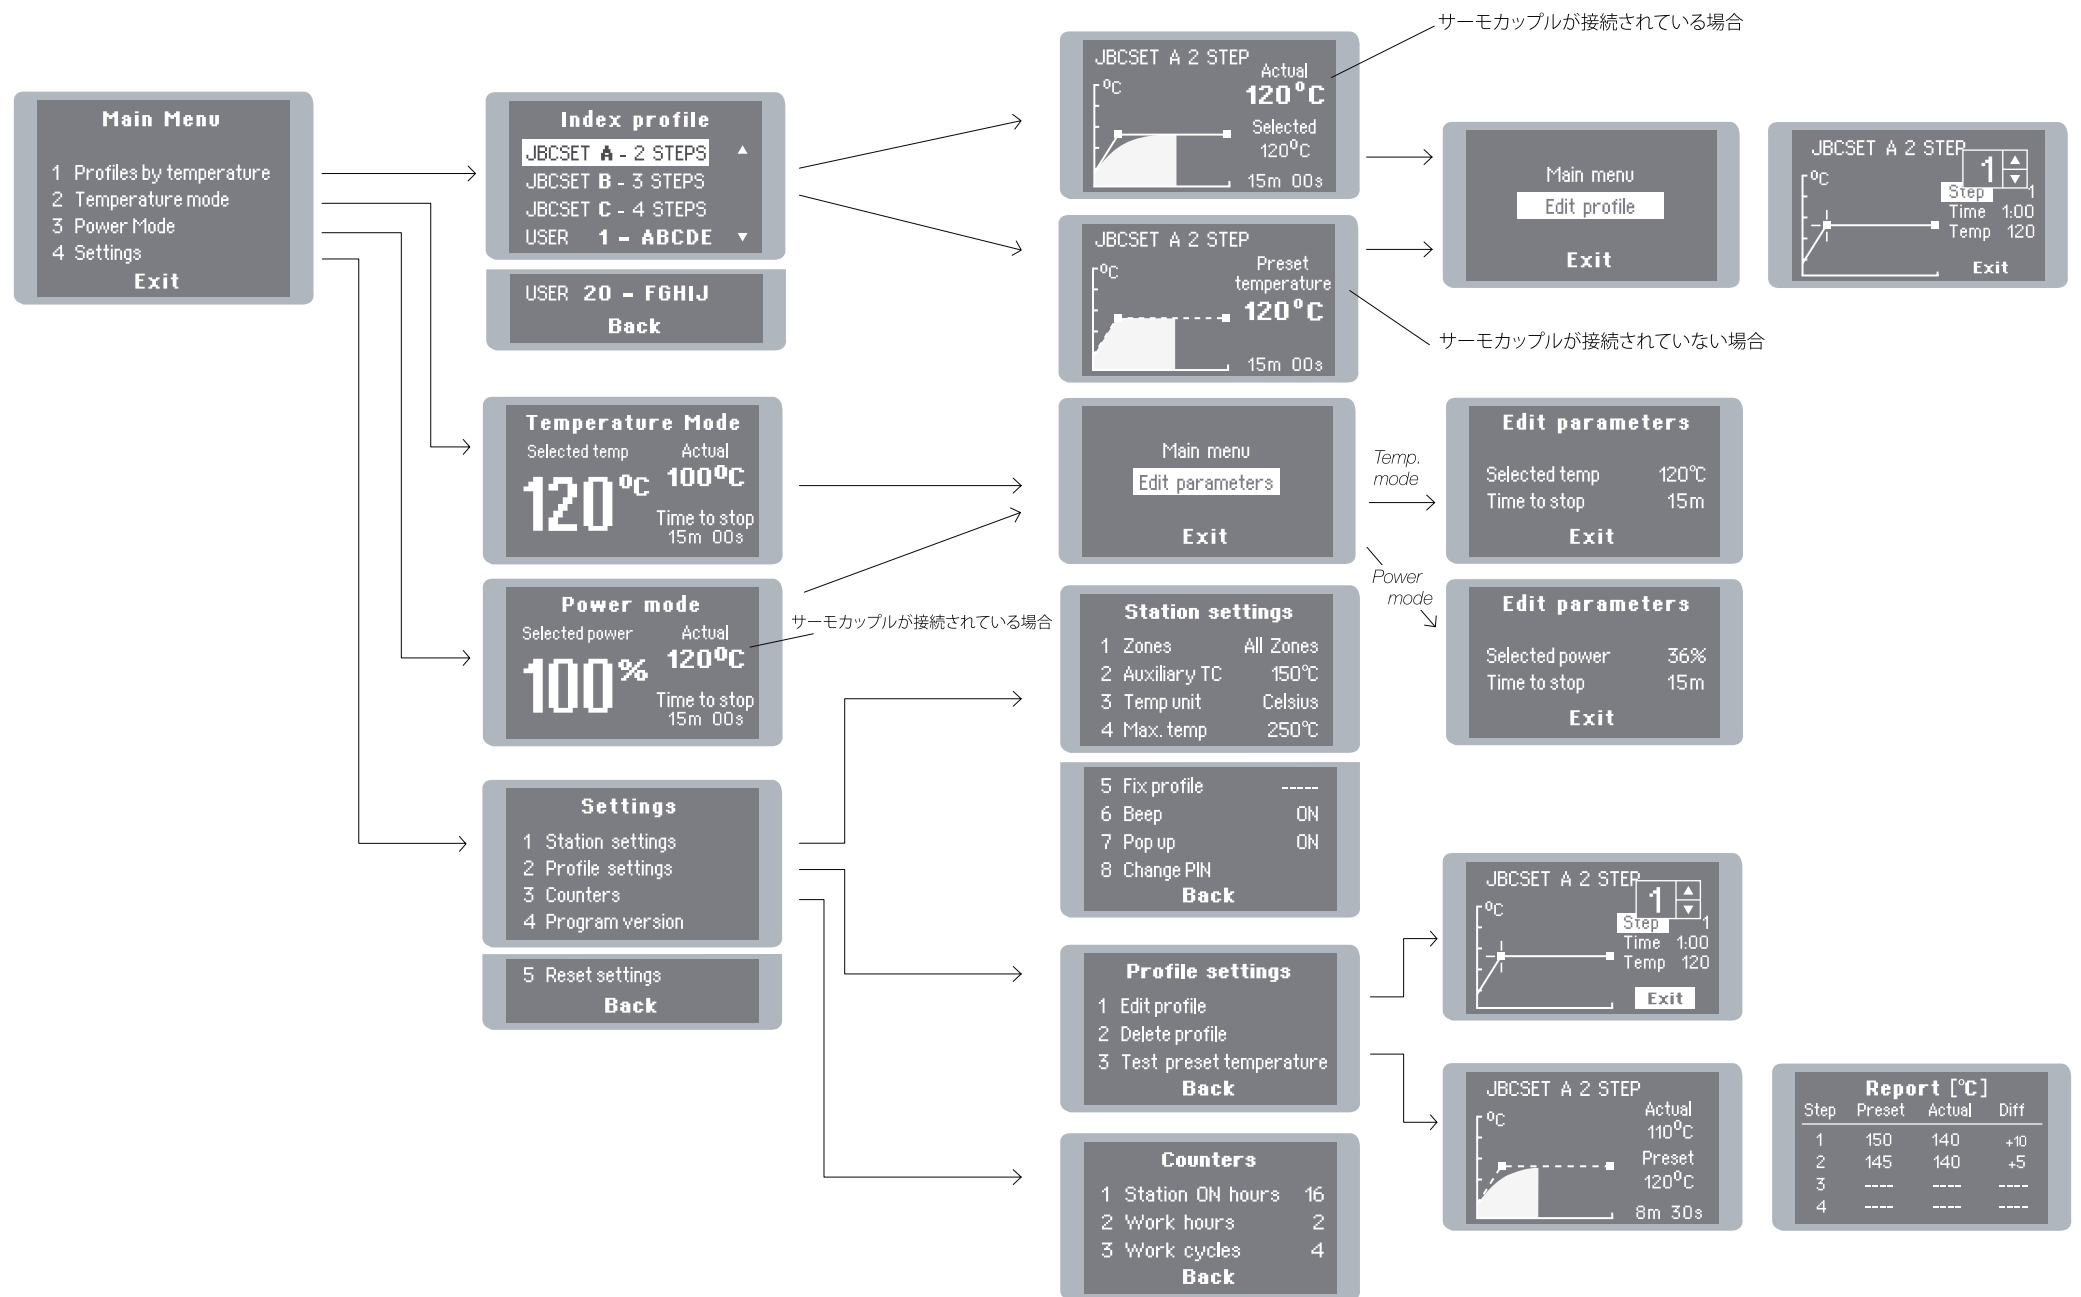 サーモカップルが接続されている場合
Main Menu
1 Profiles by temperature
2 Temperature mode
3 Power Mode
4 Settings
Exit
Index profile
JBCSET A - 2 STEPS
JBCSET B - 3 STEPS
JBCSET C - 4 STEPS
USER 1 - ABCDE
USER 20 - FGHIJ
Back
JBCSET A 2 STEP
ºC
Actual
120ºC
Selected
120ºC
15m 00s
JBCSET A 2 STEP
ºC
Preset
temperature
120ºC
15m 00s
サーモカップルが接続されていない場合
Main menu
Edit profile
Exit
JBCSET A 2 STEP
ºC
1
Step 1
Time 1:00
Temp 120
Exit
Temperature Mode
Selected temp Actual
120ºC 100ºC
Time to stop
15m 00s
Power mode
Selected power Actual
100% 120ºC
Time to stop
15m 00s
サーモカップルが接続されている場合
Main menu
Edit parameters
Exit
Temp.
mode
Power
mode
Edit parameters
Selected temp 120ºC
Time to stop 15m
Exit
Edit parameters
Selected power 36%
Time to stop 15m
Exit
Settings
1 Station settings
2 Profile settings
3 Counters
4 Program version
5 Reset settings
Back
Station settings
1 Zones All Zones
2 Auxiliary TC 150ºC
3 Temp unit Celsius
4 Max. temp 250ºC
5 Fix profile -----
6 Beep ON
7 Pop up ON
8 Change PIN
Back
Profile settings
1 Edit profile
2 Delete profile
3 Test preset temperature
Back
JBCSET A 2 STEP
ºC
1
Step 1
Time 1:00
Temp 120
Exit
JBCSET A 2 STEP
ºC
Actual
110ºC
Preset
120ºC
8m 30s
Report [ºC]
Step Preset Actual Diff
1 150 140 +10
2 145 140 +5
3 ---- ---- ----
4 ---- ---- ----
Counters
1 Station ON hours 16
2 Work hours 2
3 Work cycles 4
Back